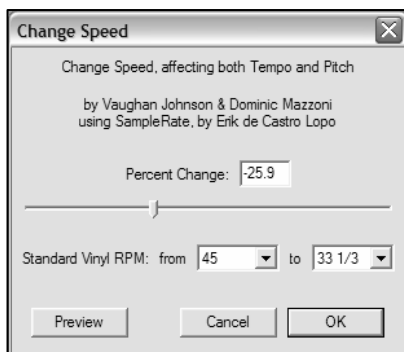 Change Speed
Change Speed, affecting both Tempo and Pitch
by Vaughan Johnson & Dominic Mazzoni
using SampleRate, by Erik de Castro Lopo
Percent Change: -25.9
Standard Vinyl RPM: from 45 to 33 1/3
Preview Cancel OK